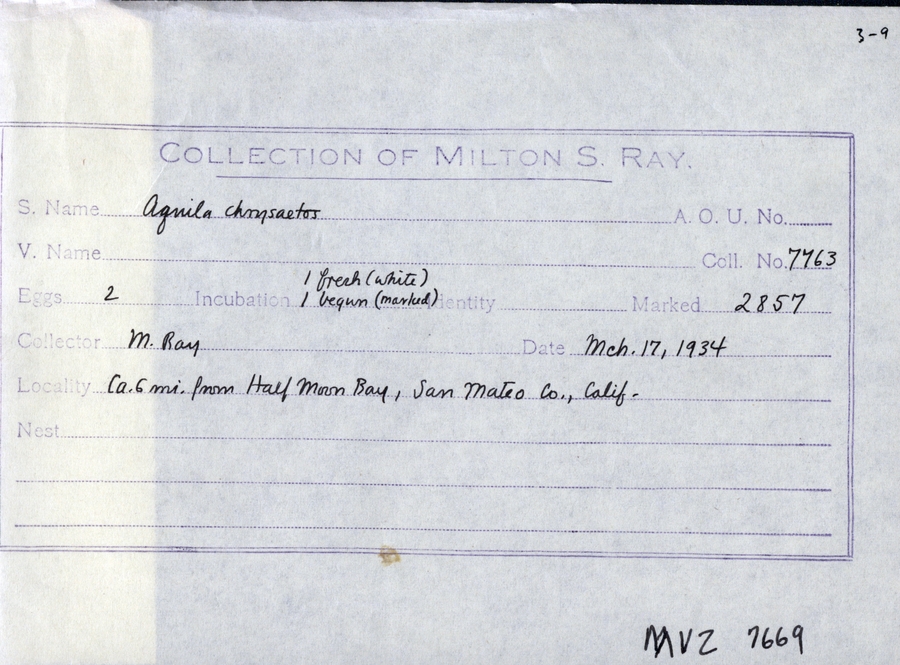 3-9
COLLECTION OF MILTON S. RAY.
S. Name Aquila chrysaetos A. O. U. No.
V. Name Coll. No. 7763
1 fresh (white)
Eggs 2 Incubation 1 begun (marked) Identity Marked 2857
Collector M. Ray Date Mch. 17, 1934
Locality Ca. 6 mi. from Half Moon Bay, San Mateo Co., Calif.
Nest
MVZ 7669